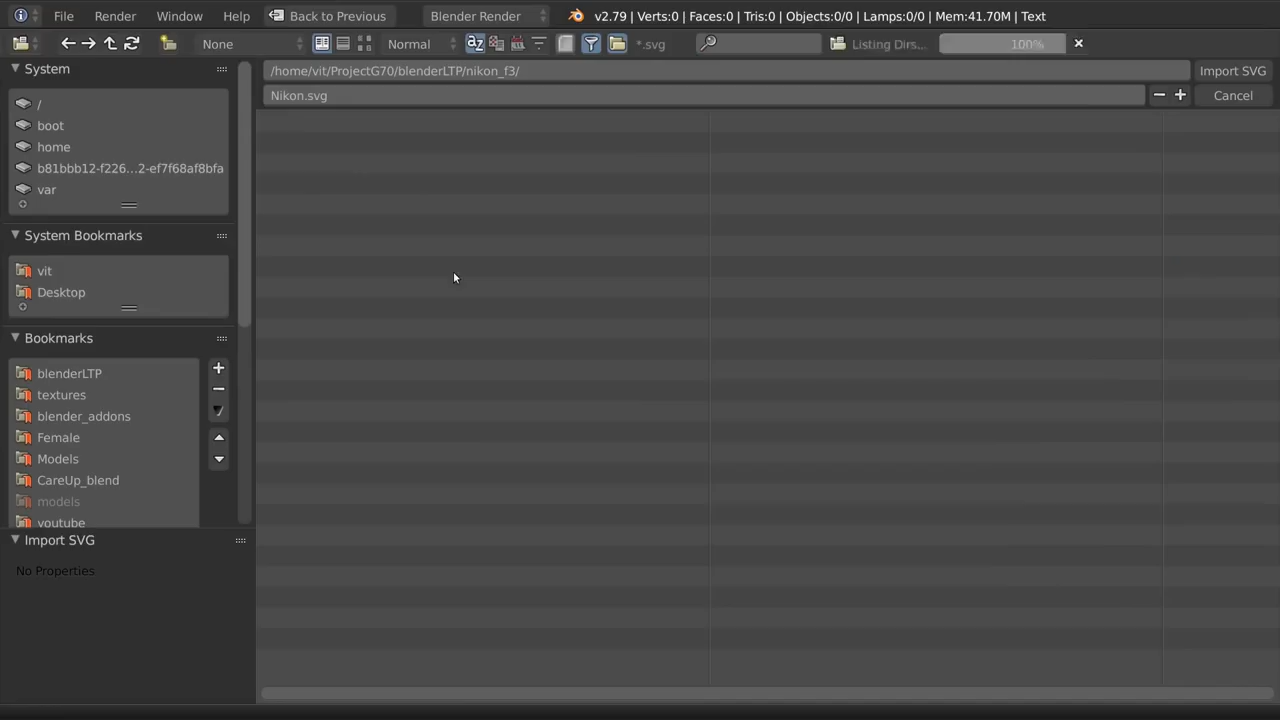 File Render Window Help Back to Previous Blender Render v2.79 | Verts:0 | Faces:0 | Tris:0 | Objects:0/0 | Lamps:0/0 | Mem:41.70M | Text
None Normal *.svg Listing Dirs... 100%
System
/home/vit/ProjectG70/blenderLTP/nikon_f3/ Import SVG
Nikon.svg Cancel
/
boot
home
b81bbb12-f226...2-ef7f68af8bfa
var
System Bookmarks
vit
Desktop
Bookmarks
blenderLTP
textures
blender_addons
Female
Models
CareUp_blend
models
youtube
Import SVG
No Properties